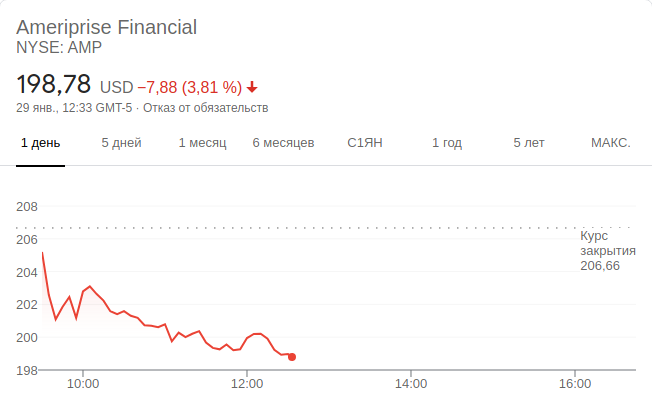 Ameriprise Financial
NYSE: AMP
198,78 USD −7,88 (3,81 %)
29 янв., 12:33 GMT-5 · Отказ от обязательств
1 день 5 дней 1 месяц 6 месяцев С1ЯН 1 год 5 лет МАКС.
208
206
204
202
200
198
Курс
закрытия
206,66
10:00 12:00 14:00 16:00